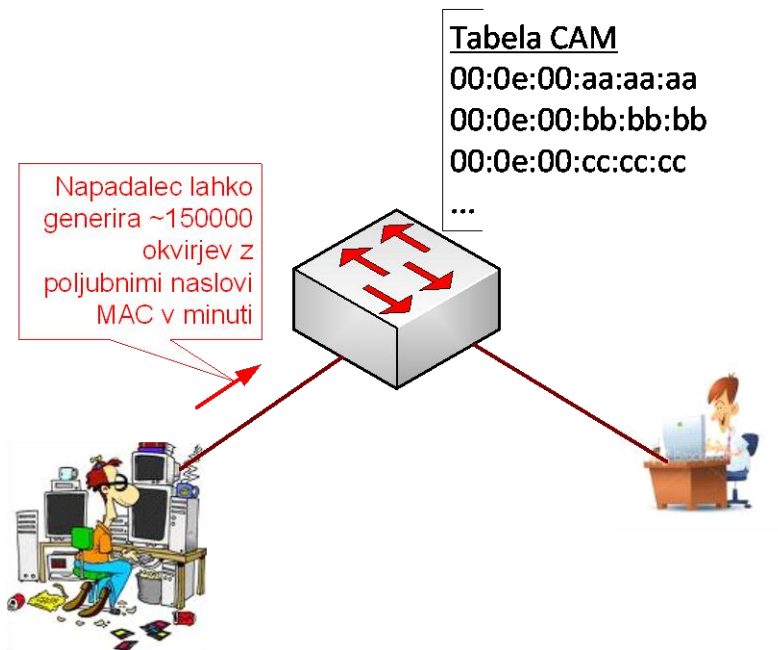 Tabela CAM
00:0e:00:aa:aa:aa
00:0e:00:bb:bb:bb
00:0e:00:cc:cc:cc
...
Napadalec lahko
generira ~150000
okvirjev z
poljubnimi naslovi
MAC v minuti